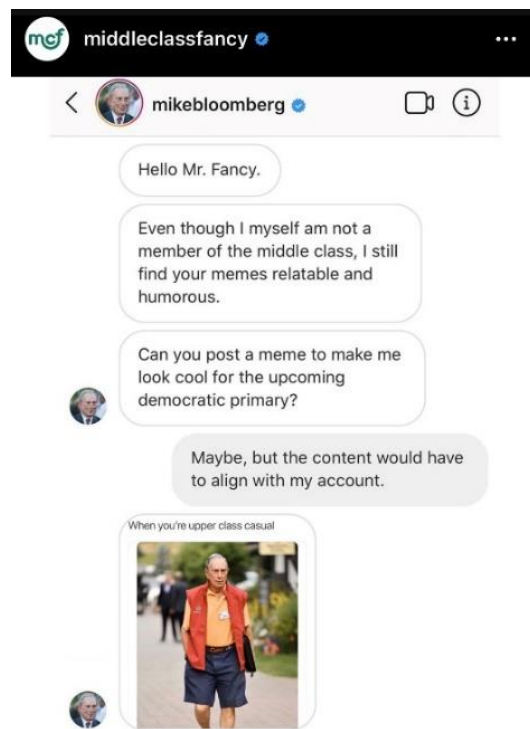 mcf
middleclassfancy
mikebloomberg
Hello Mr. Fancy.
Even though I myself am not a
member of the middle class, I still
find your memes relatable and
humorous.
Can you post a meme to make me
look cool for the upcoming
democratic primary?
Maybe, but the content would have
to align with my account.
When you're upper class casual